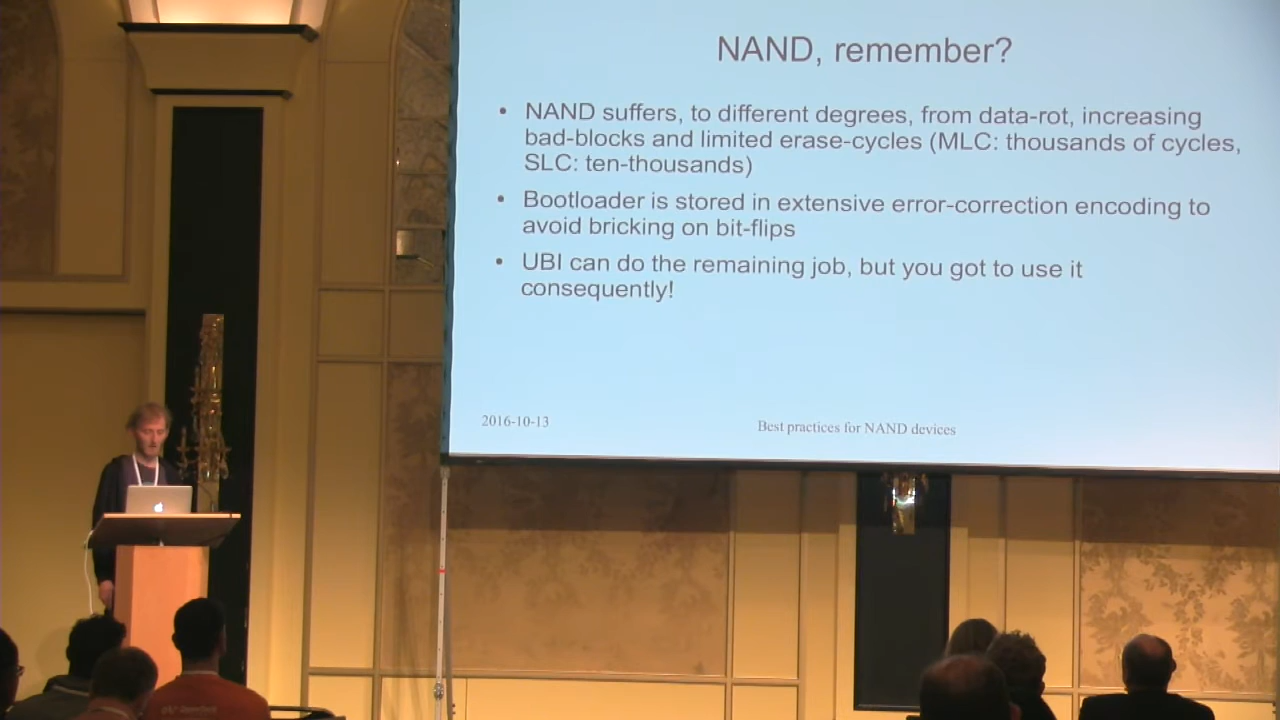 NAND, remember?
• NAND suffers, to different degrees, from data-rot, increasing
bad-blocks and limited erase-cycles (MLC: thousands of cycles,
SLC: ten-thousands)
• Bootloader is stored in extensive error-correction encoding to
avoid bricking on bit-flips
• UBI can do the remaining job, but you got to use it
consequently!
2016-10-13
Best practices for NAND devices